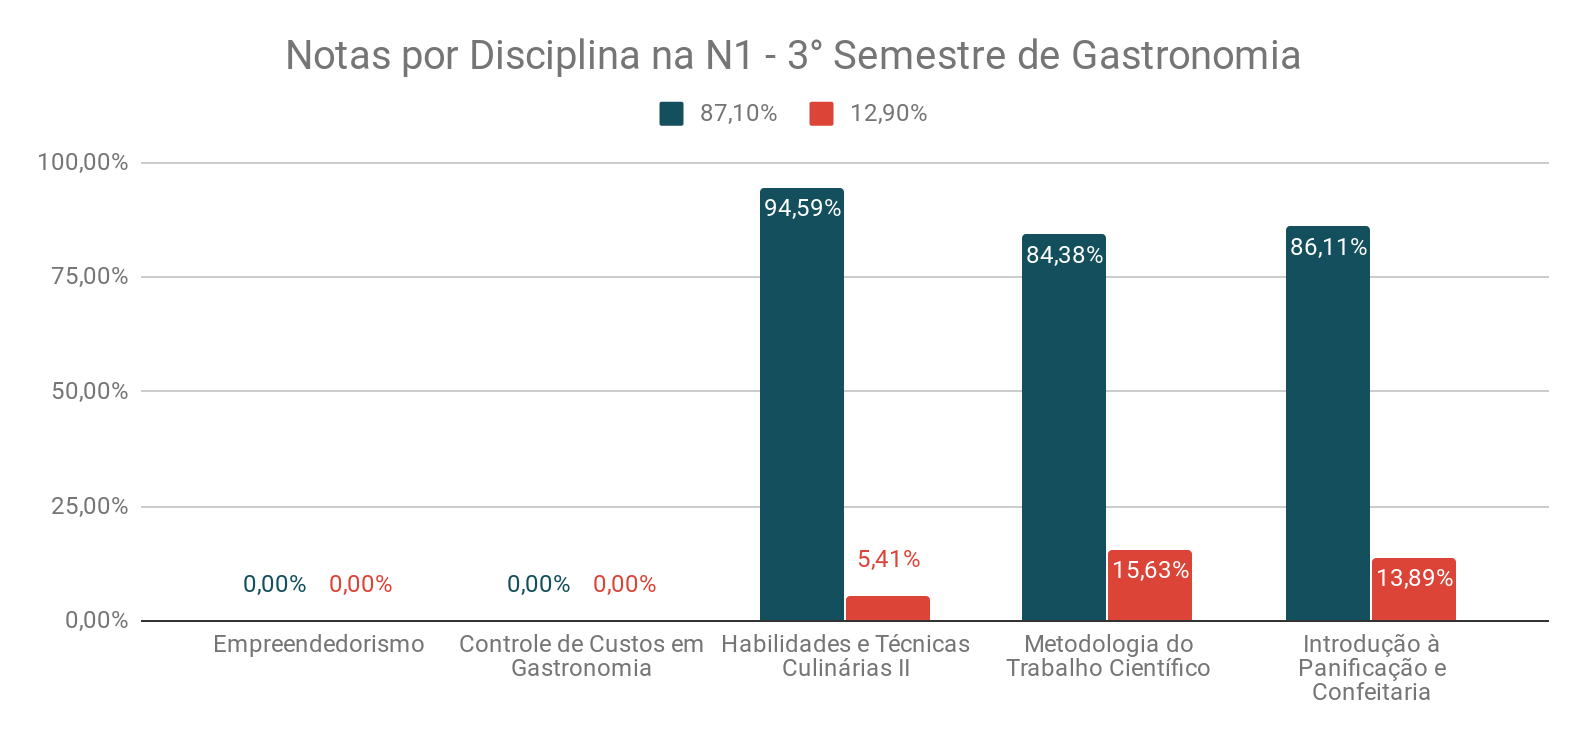 Notas por Disciplina na N1 - 3° Semestre de Gastronomia
87,10% 12,90%
100,00%
75,00%
50,00%
25,00%
0,00%
0,00% 0,00%
0,00% 0,00%
94,59%
5,41%
84,38%
15,63%
86,11%
13,89%
Empreendedorismo
Controle de Custos em
Gastronomia
Habilidades e Técnicas
Culinárias II
Metodologia do
Trabalho Científico
Introdução à
Panificação e
Confeitaria